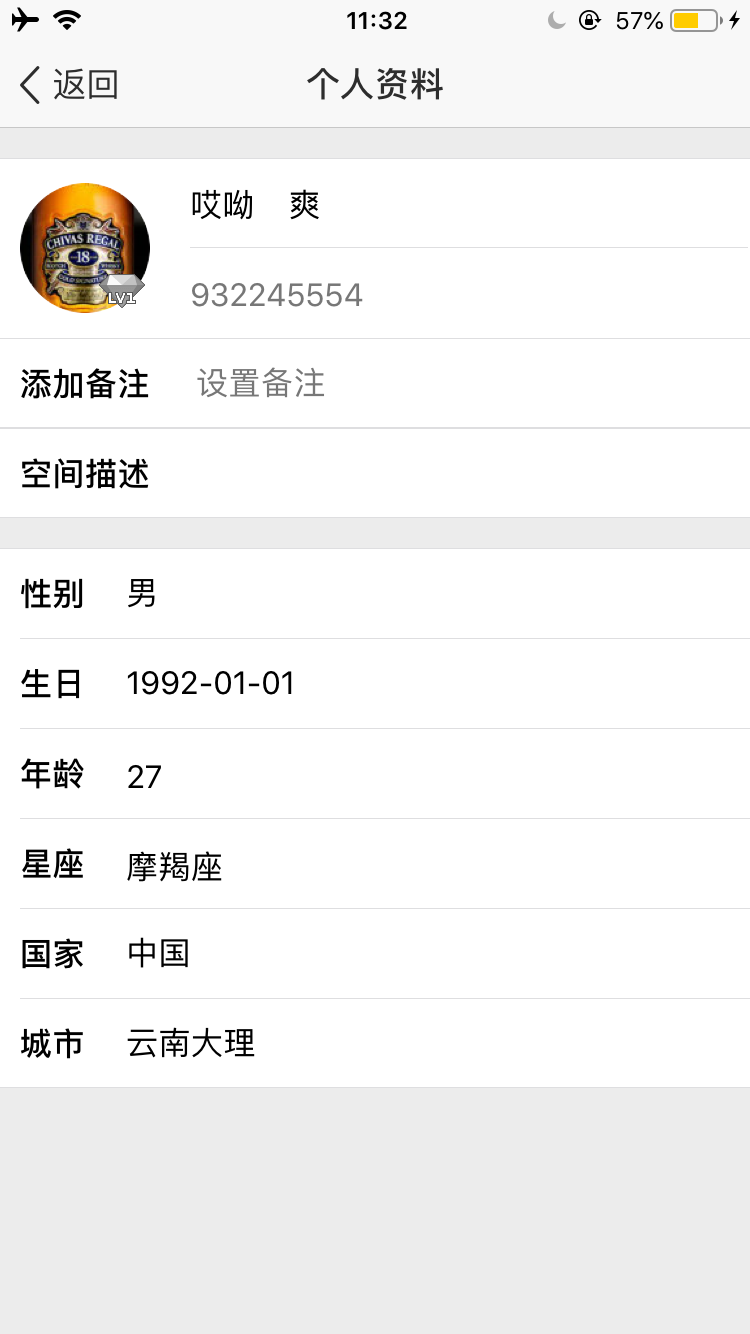 11:32
57%
返回
个人资料
哎呦 爽
CHIVAS REGAL
18
LV1
932245554
添加备注 设置备注
空间描述
性别 男
生日 1992-01-01
年龄 27
星座 摩羯座
国家 中国
城市 云南大理